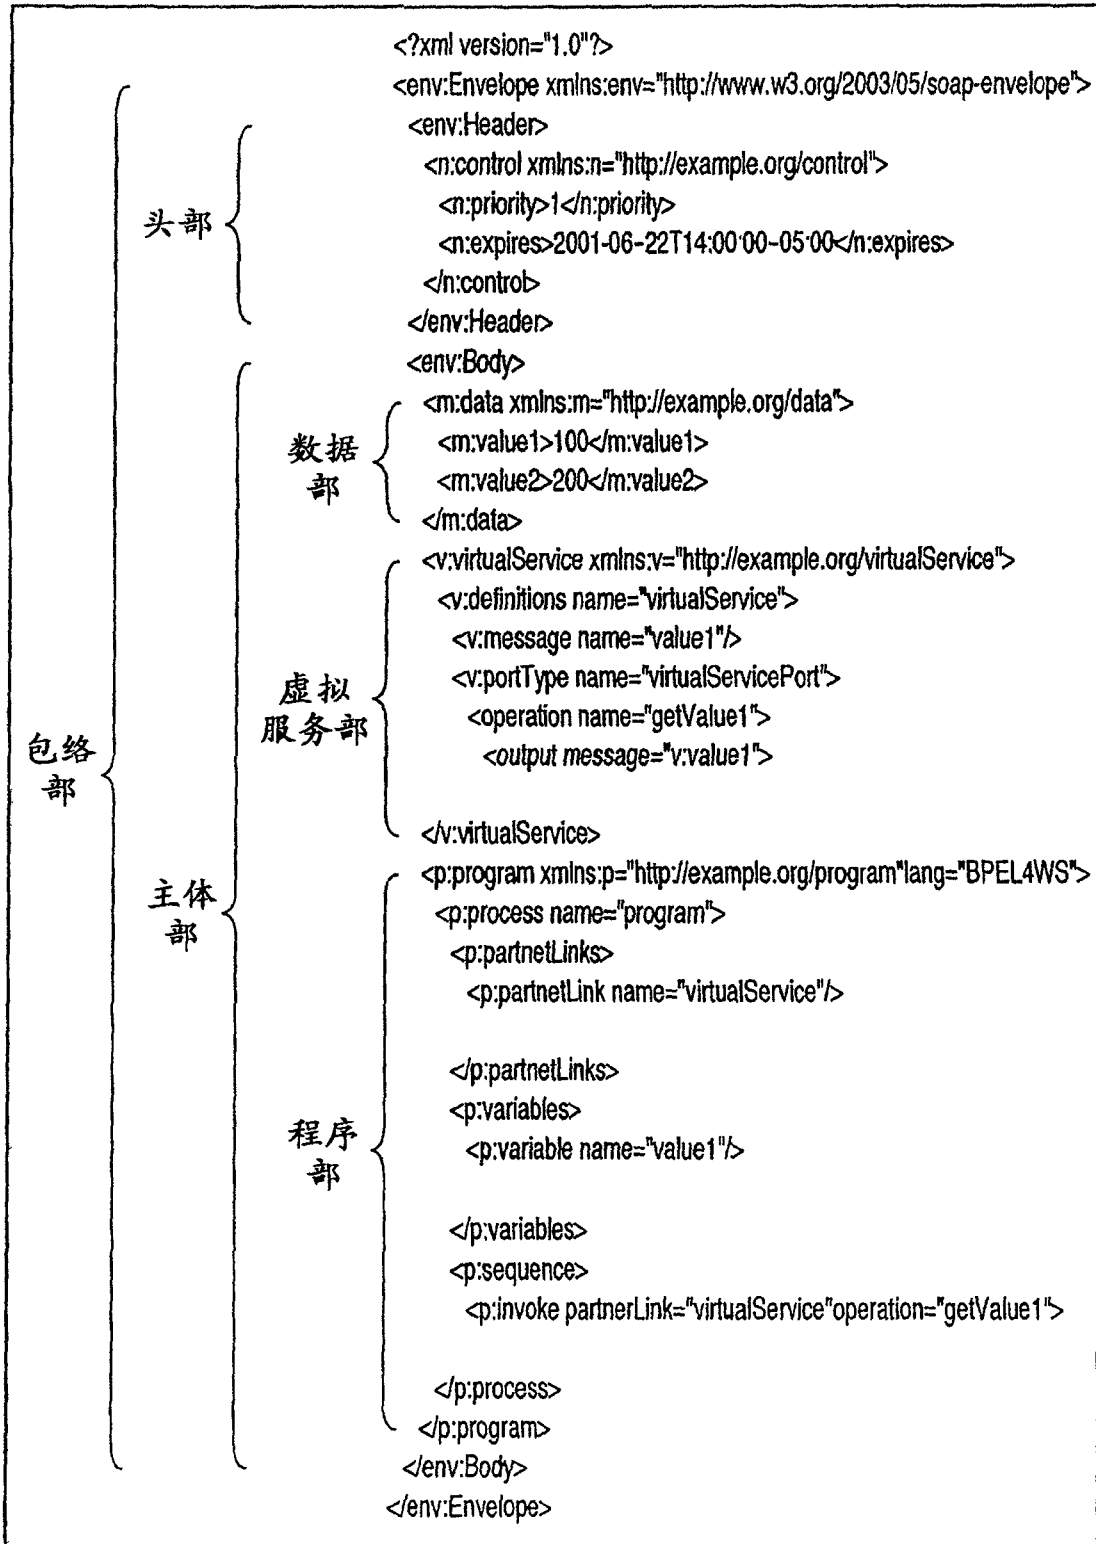 <?xml version="1.0"?>
<env:Envelope xmlns:env="http://www.w3.org/2003/05/soap-envelope">
<env:Header>
<n:control xmlns:n="http://example.org/control">
<n:priority>1</n:priority>
头部
<n:expires>2001-06-22T14:00:00-05:00</n:expires>
</n:control>
</env:Header>
<env:Body>
<m:data xmlns:m="http://example.org/data">
数据
部
<m:value1>100</m:value1>
<m:value2>200</m:value2>
</m:data>
<v:virtualService xmlns:v="http://example.org/virtualService">
<v:definitions name="virtualService">
<v:message name="value1"/>
虚拟
服务部
<v:portType name="virtualServicePort">
<operation name="getValue1">
<output message="v:value1">
包络
部
</v:virtualService>
<p:program xmlns:p="http://example.org/program"lang="BPEL4WS">
主体
部
<p:process name="program">
<p:partnetLinks>
<p:partnetLink name="virtualService"/>
</p:partnetLinks>
<p:variables>
程序
部
<p:variable name="value1"/>
</p:variables>
<p:sequence>
<p:invoke partnerLink="virtualService"operation="getValue1">
</p:process>
</p:program>
</env:Body>
</env:Envelope>